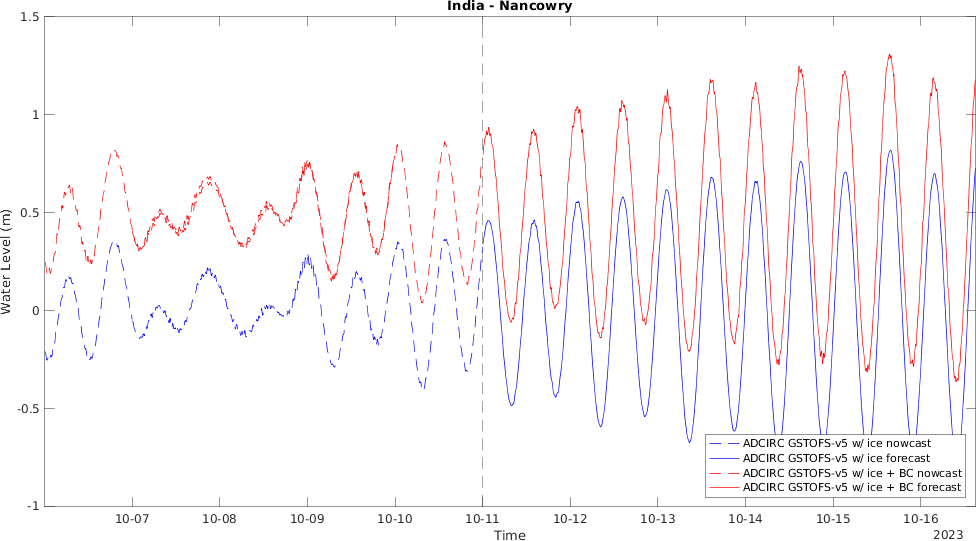 India - Nancowry
1.5
1
0.5
0
-0.5
-1
Water Level (m)
ADCIRC GSTOFS-v5 w/ ice nowcast
ADCIRC GSTOFS-v5 w/ ice forecast
ADCIRC GSTOFS-v5 w/ ice + BC nowcast
ADCIRC GSTOFS-v5 w/ ice + BC forecast
10-07 10-08 10-09 10-10 10-11 10-12 10-13 10-14 10-15 10-16
Time
2023